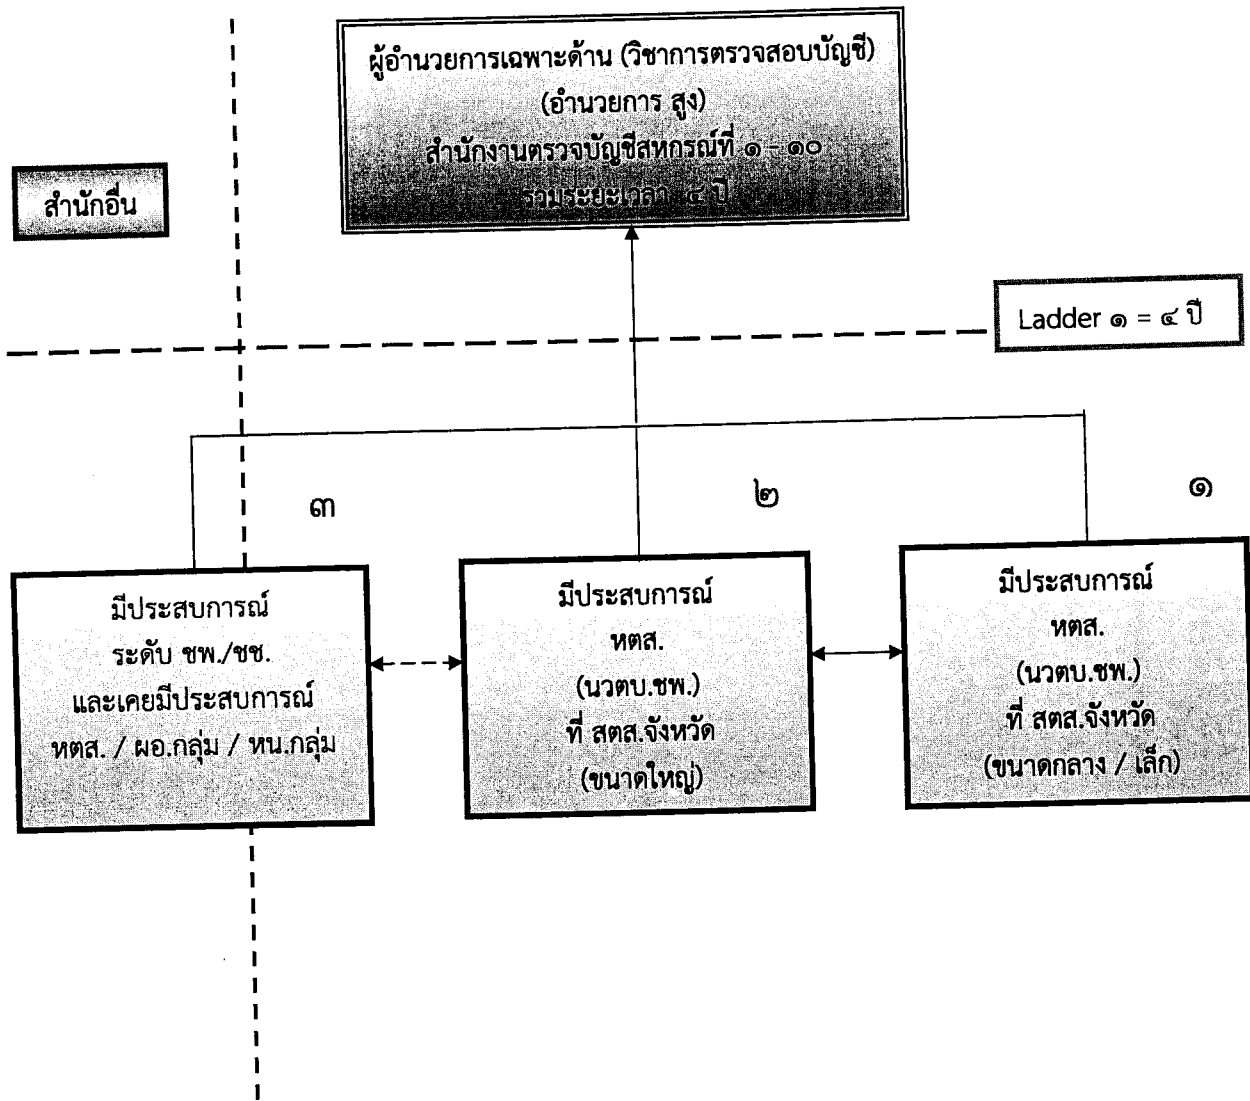 ผู้อำนวยการเฉพาะด้าน (วิชาการตรวจสอบบัญชี)
(อำนวยการ สูง)
สำนักงานตรวจบัญชีสหกรณ์ที่ ๑ - ๑๐
รวมระยะเวลา ๔ ปี
สำนักอื่น
Ladder ๑ = ๔ ปี
๓
๒
๑
มีประสบการณ์
ระดับ ชพ./ชช.
และเคยมีประสบการณ์
หตส. / ผอ.กลุ่ม / หน.กลุ่ม
มีประสบการณ์
หตส.
(นวตบ.ชพ.)
ที่ สตส.จังหวัด
(ขนาดใหญ่)
มีประสบการณ์
หตส.
(นวตบ.ชพ.)
ที่ สตส.จังหวัด
(ขนาดกลาง / เล็ก)